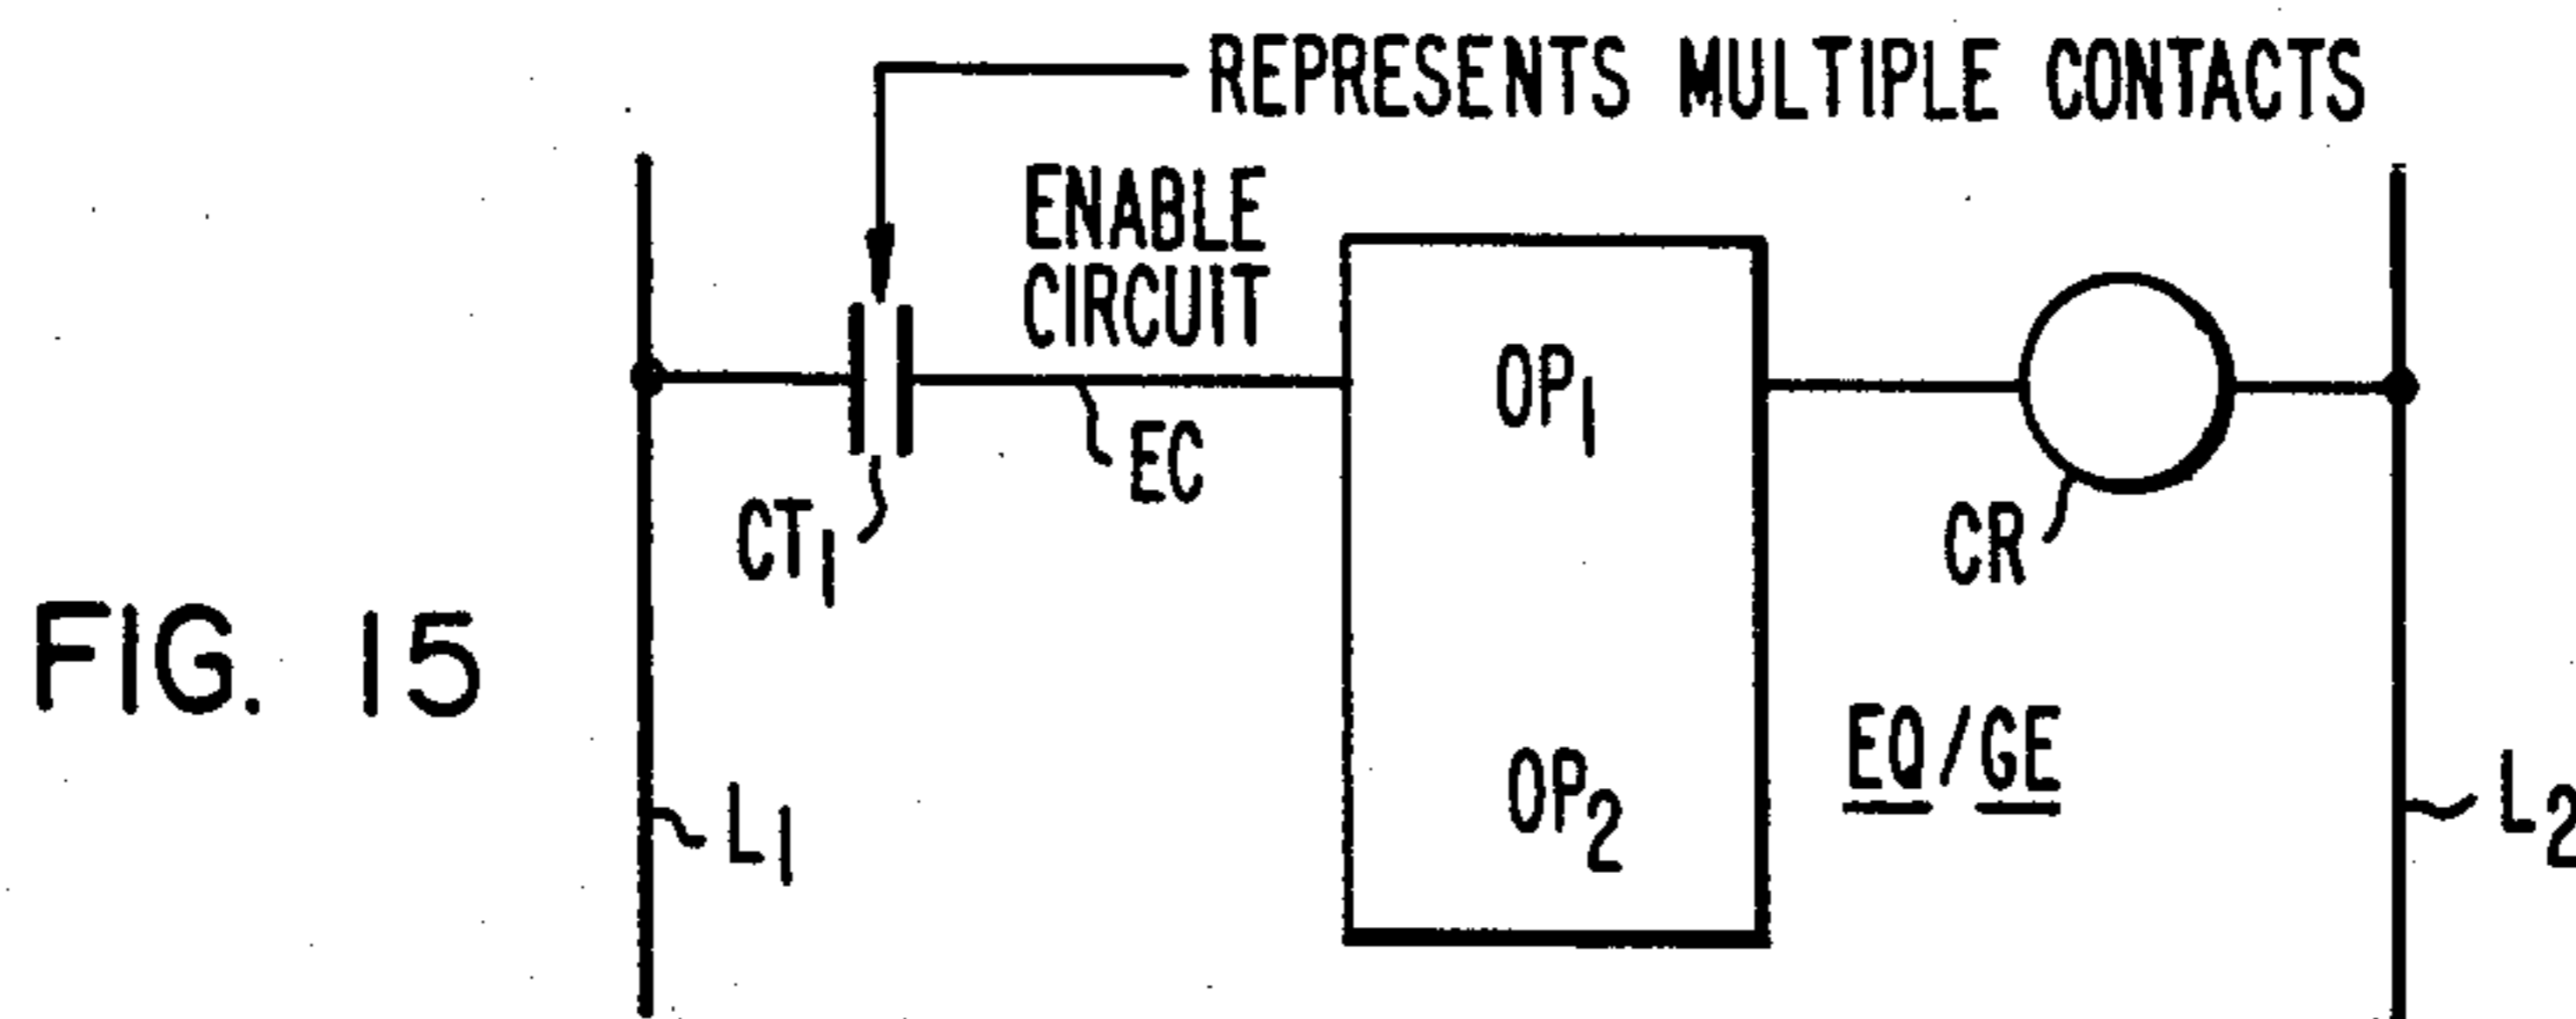 REPRESENTS MULTIPLE CONTACTS
ENABLE
CIRCUIT
OP1
EC
CT1
CR
FIG. 15
EQ/GE
OP2
L1
L2